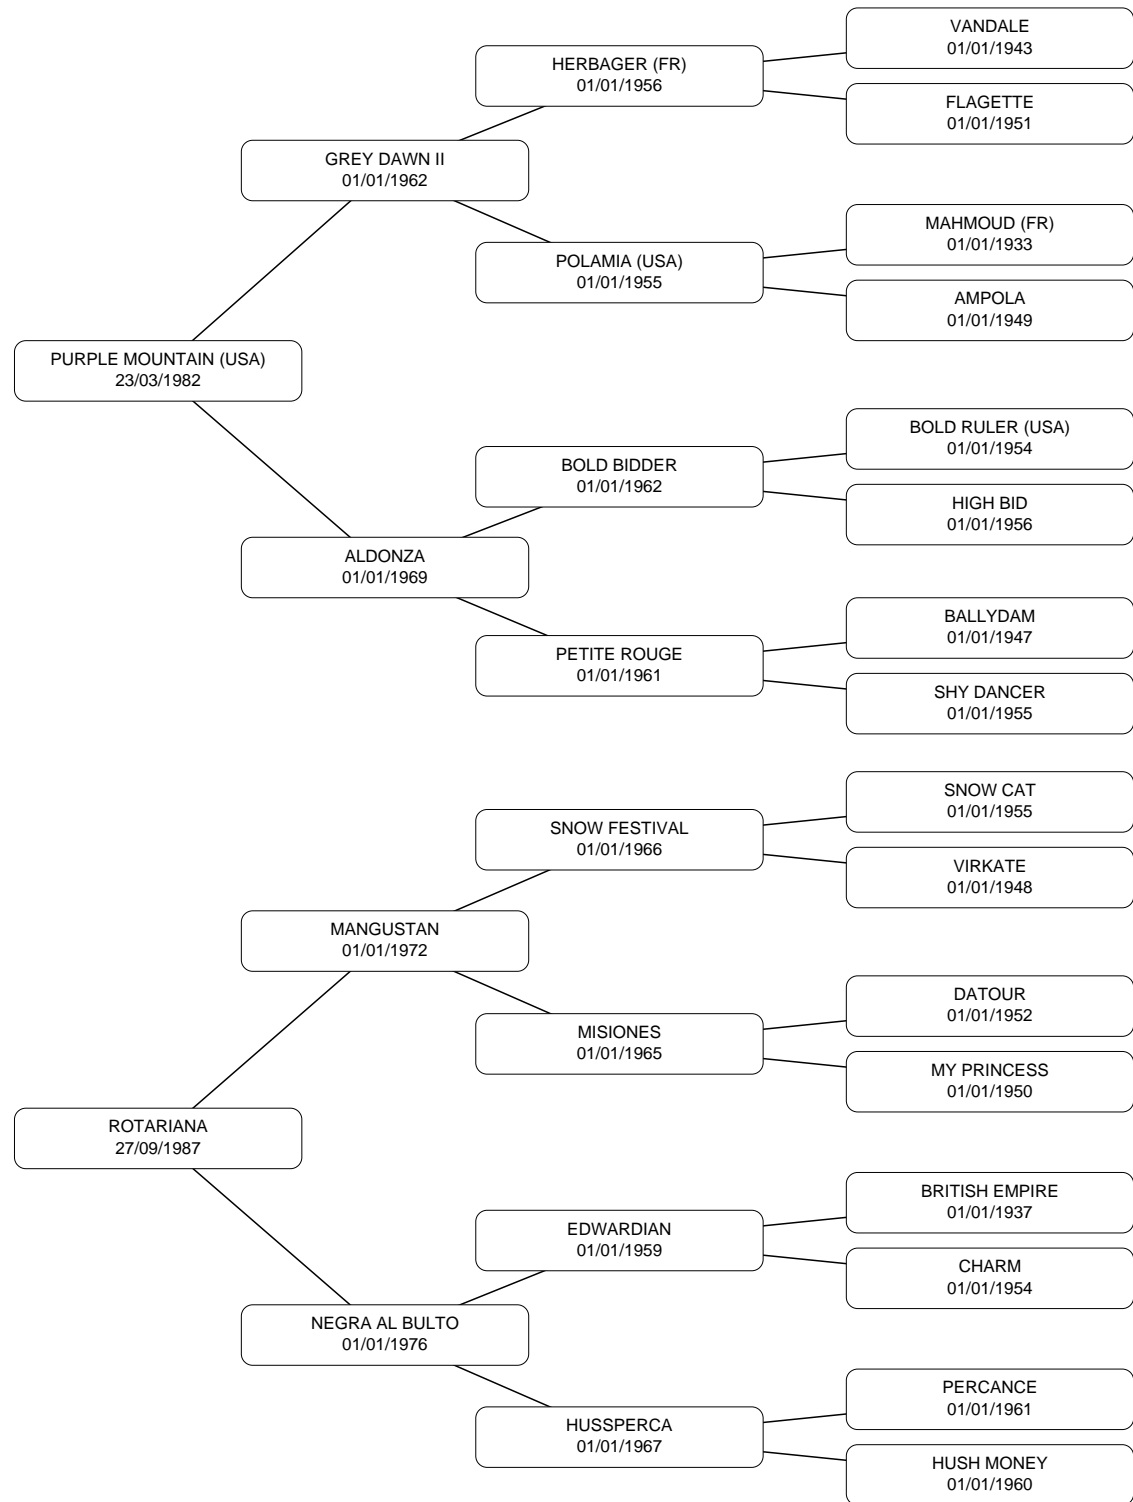 VANDALE
01/01/1943
HERBAGER (FR)
01/01/1956
FLAGETTE
01/01/1951
GREY DAWN II
01/01/1962
MAHMOUD (FR)
01/01/1933
POLAMIA (USA)
01/01/1955
AMPOLA
01/01/1949
PURPLE MOUNTAIN (USA)
23/03/1982
BOLD RULER (USA)
01/01/1954
BOLD BIDDER
01/01/1962
HIGH BID
01/01/1956
ALDONZA
01/01/1969
BALLYDAM
01/01/1947
PETITE ROUGE
01/01/1961
SHY DANCER
01/01/1955
SNOW CAT
01/01/1955
SNOW FESTIVAL
01/01/1966
VIRKATE
01/01/1948
MANGUSTAN
01/01/1972
DATOUR
01/01/1952
MISIONES
01/01/1965
MY PRINCESS
01/01/1950
ROTARIANA
27/09/1987
BRITISH EMPIRE
01/01/1937
EDWARDIAN
01/01/1959
CHARM
01/01/1954
NEGRA AL BULTO
01/01/1976
PERCANCE
01/01/1961
HUSSPERCA
01/01/1967
HUSH MONEY
01/01/1960